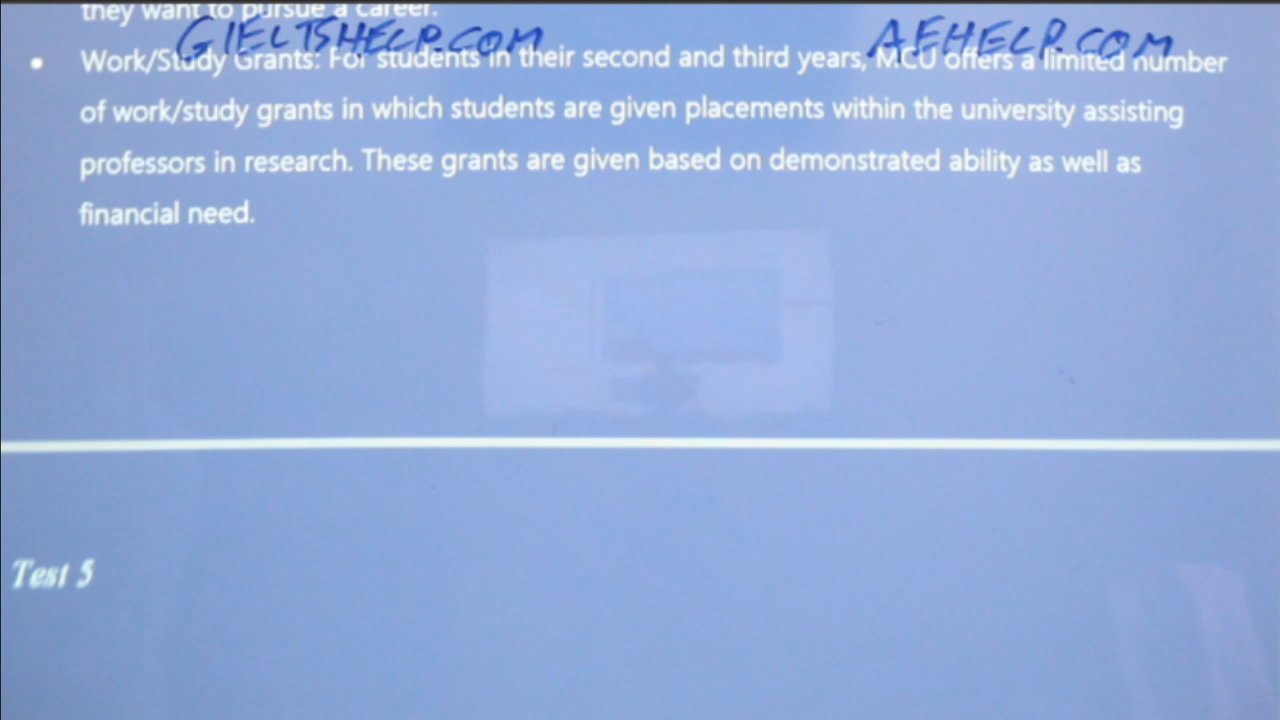 they want to pursue a career.
GIELTSHELP.COM AEHELP.COM
• Work/Study Grants: For students in their second and third years, MCU offers a limited number
of work/study grants in which students are given placements within the university assisting
professors in research. These grants are given based on demonstrated ability as well as
financial need.
Test 5